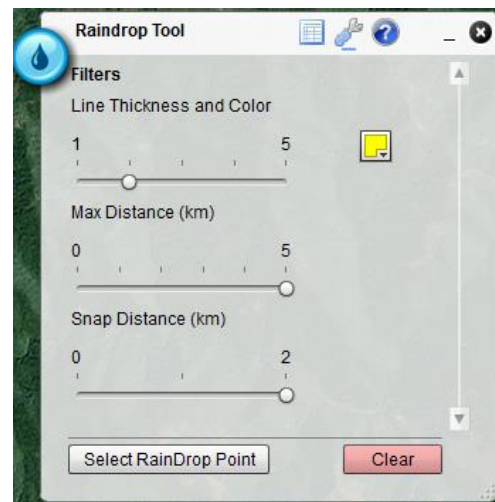 Raindrop Tool
Filters
Line Thickness and Color
1 5
Max Distance (km)
0 5
Snap Distance (km)
0 2
Select RainDrop Point Clear